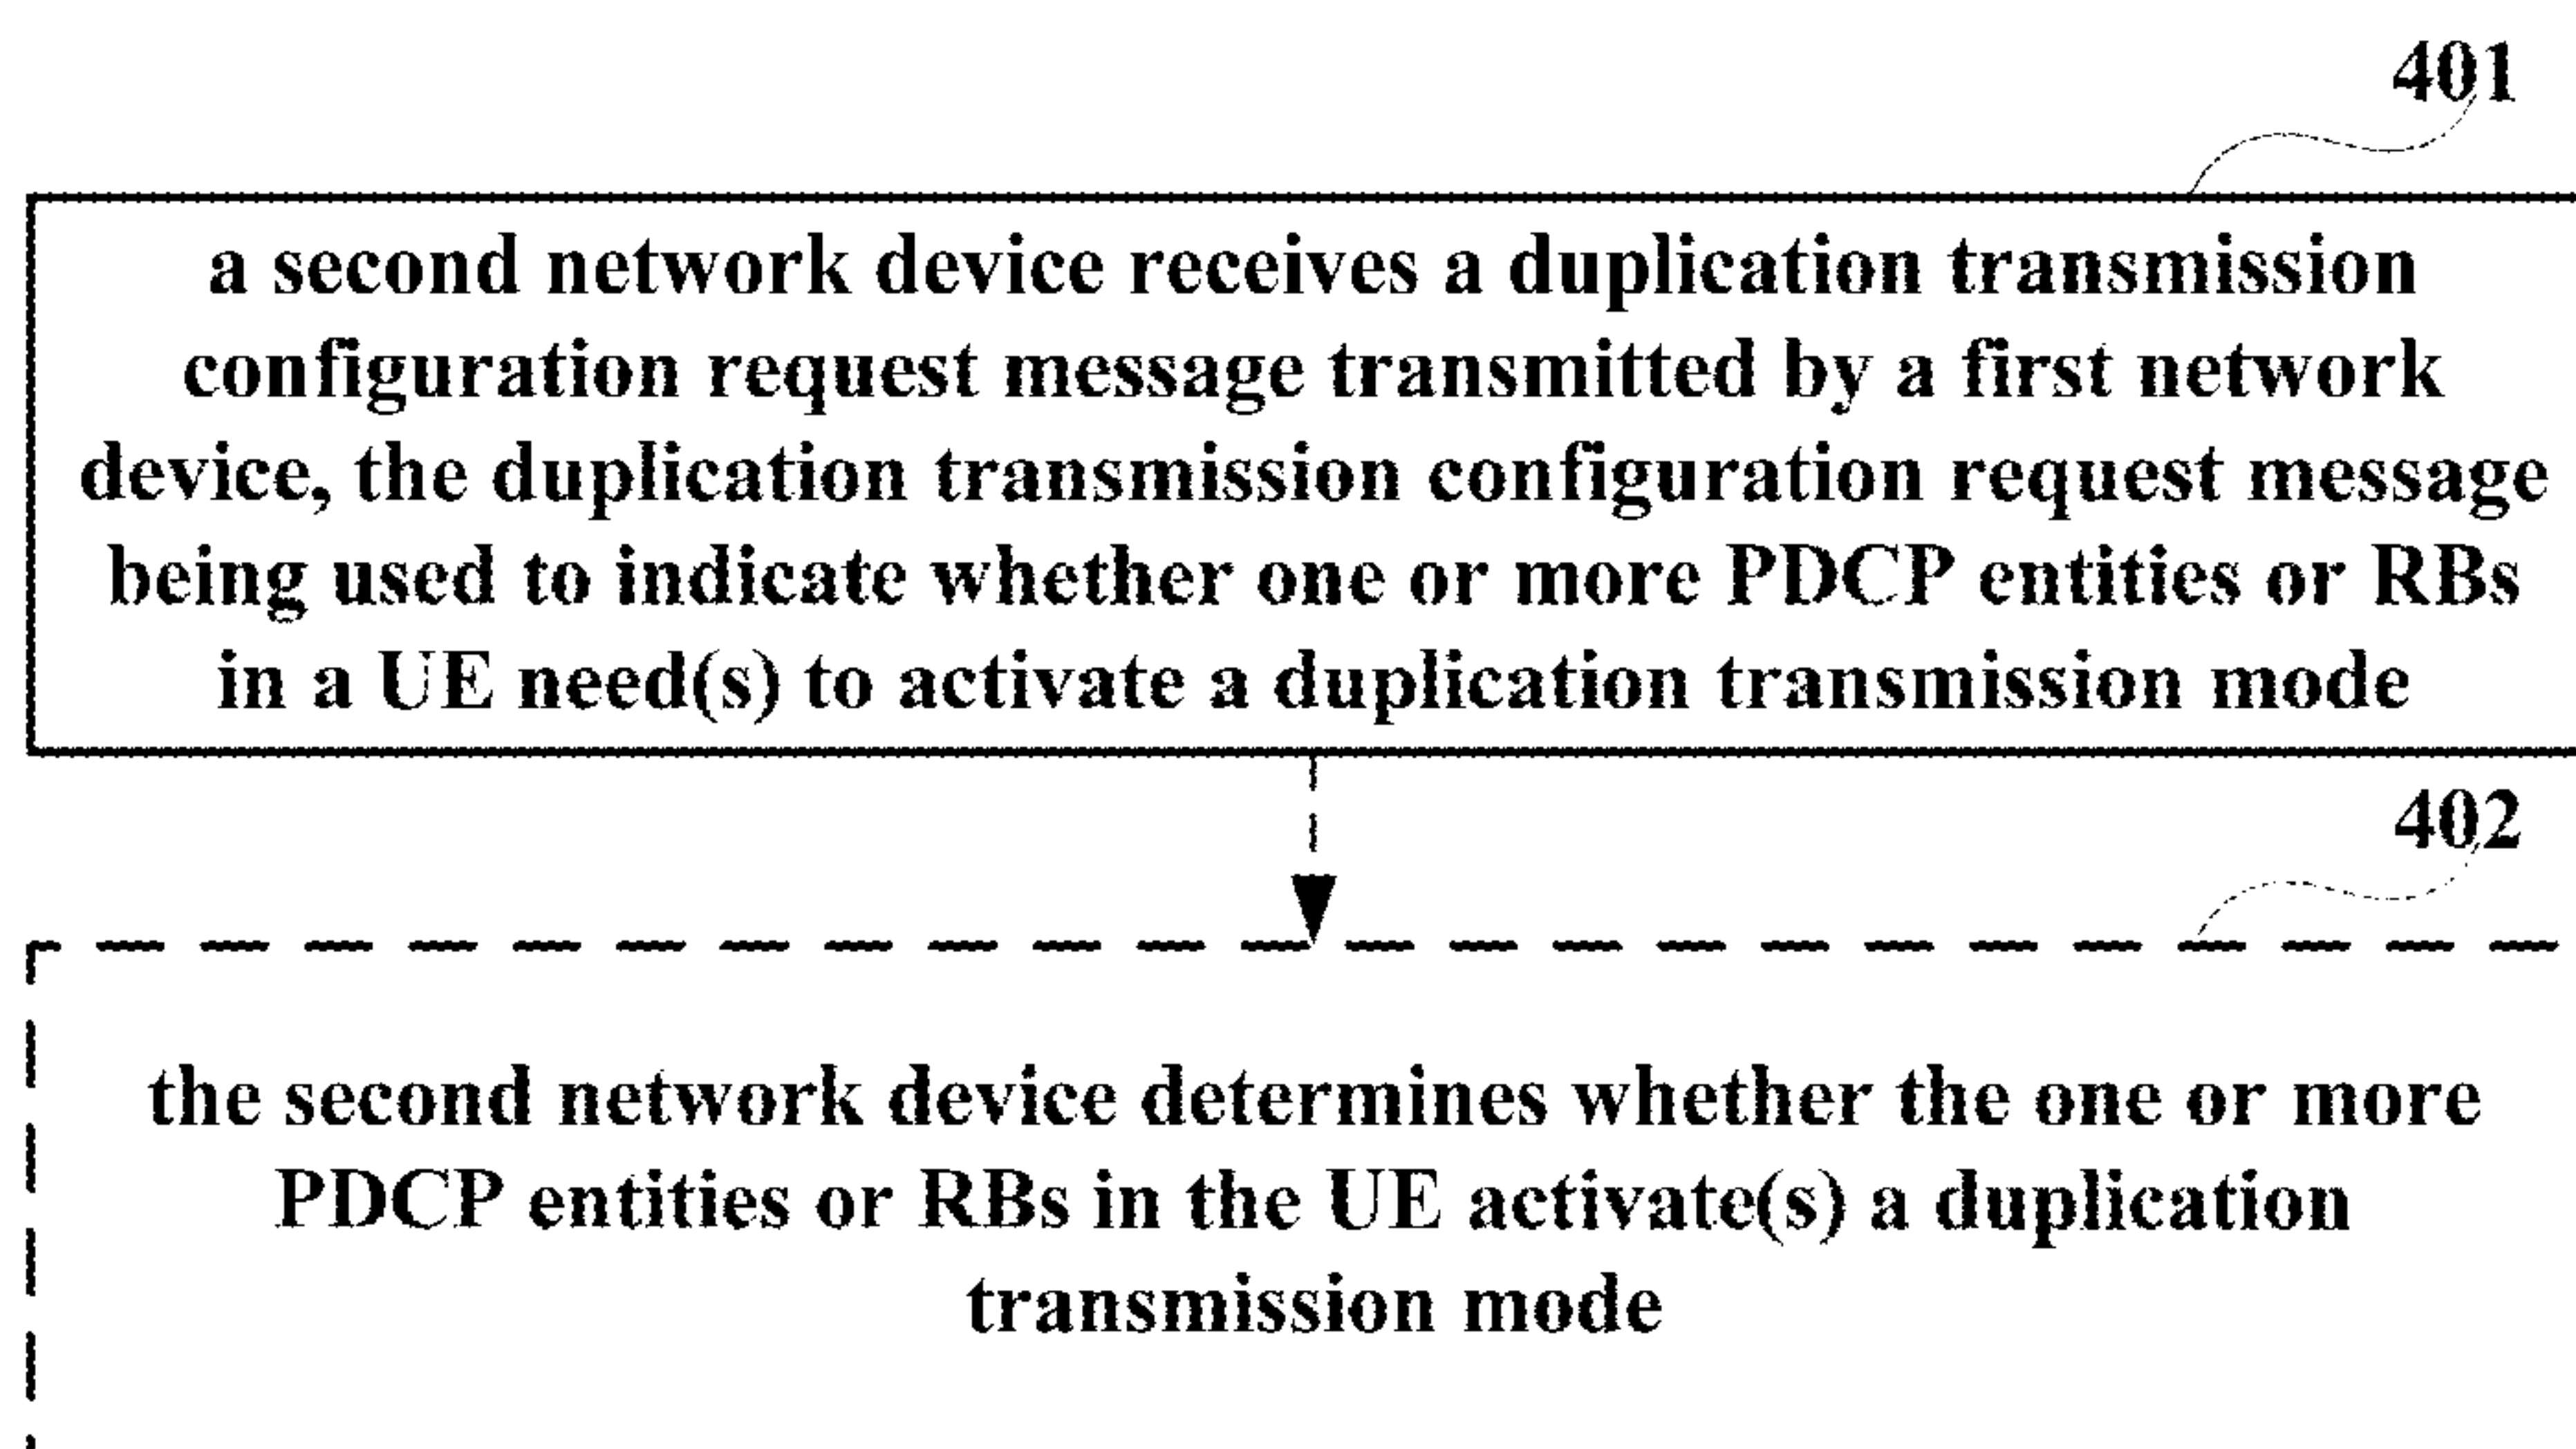 401
a second network device receives a duplication transmission
configuration request message transmitted by a first network
device, the duplication transmission configuration request message
being used to indicate whether one or more PDCP entities or RBs
in a UE need(s) to activate a duplication transmission mode
402
the second network device determines whether the one or more
PDCP entities or RBs in the UE activate(s) a duplication
transmission mode